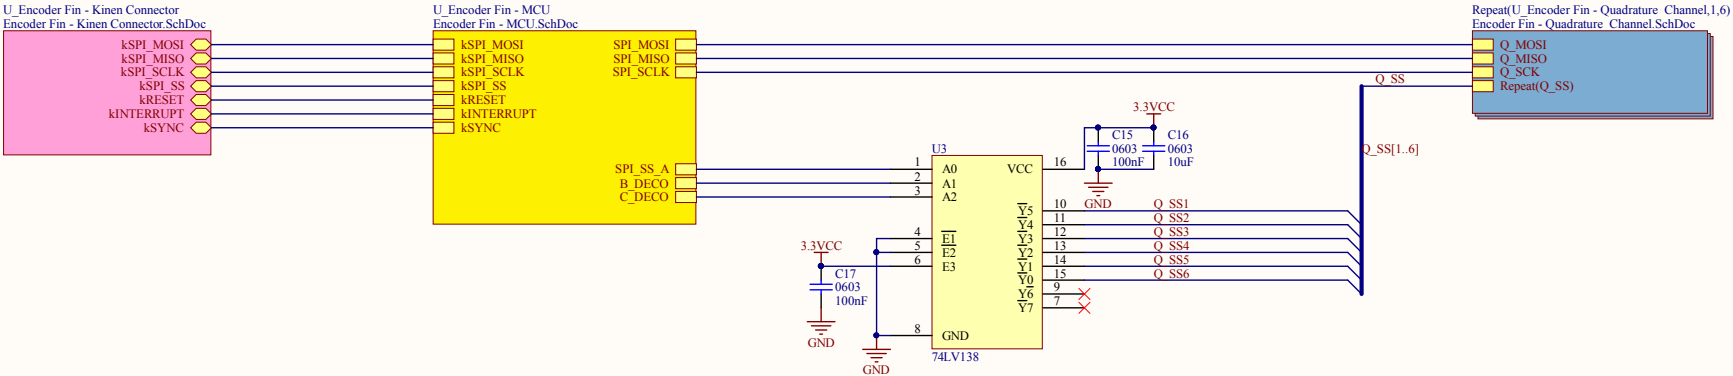 U_Encoder Fin - Kinen Connector
Encoder Fin - Kinen Connector.SchDoc
kSPI_MOSI
kSPI_MISO
kSPI_SCLK
kSPI_SS
kRESET
kINTERRUPT
kSYNC
U_Encoder Fin - MCU
Encoder Fin - MCU.SchDoc
kSPI_MOSI
kSPI_MISO
kSPI_SCLK
kSPI_SS
kRESET
kINTERRUPT
kSYNC
SPI_MOSI
SPI_MISO
SPI_SCLK
SPI_SS_A
B_DECO
C_DECO
Repeat(U_Encoder Fin - Quadrature Channel,1,6)
Encoder Fin - Quadrature Channel.SchDoc
Q_MOSI
Q_MISO
Q_SCK
Repeat(Q_SS)
Q_SS
Q_SS[1..6]
3.3VCC
C15
0603
100nF
C16
0603
10uF
GND
U3
1 A0
2 A1
3 A2
4 E1
5 E2
6 E3
8 GND
VCC 16
Y5 10
Y4 11
Y3 12
Y2 13
Y1 14
Y0 15
Y6 9
Y7 7
74LV138
Q_SS1
Q_SS2
Q_SS3
Q_SS4
Q_SS5
Q_SS6
3.3VCC
C17
0603
100nF
GND
GND